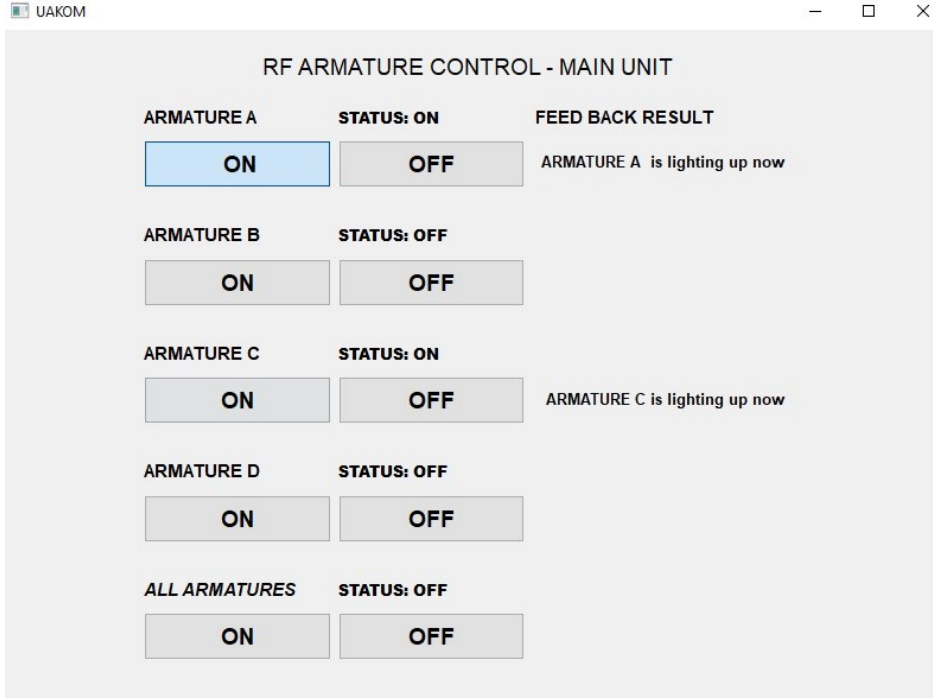 UAKOM
RF ARMATURE CONTROL - MAIN UNIT
ARMATURE A STATUS: ON FEED BACK RESULT
ON OFF ARMATURE A is lighting up now
ARMATURE B STATUS: OFF
ON OFF
ARMATURE C STATUS: ON
ON OFF ARMATURE C is lighting up now
ARMATURE D STATUS: OFF
ON OFF
ALL ARMATURES STATUS: OFF
ON OFF